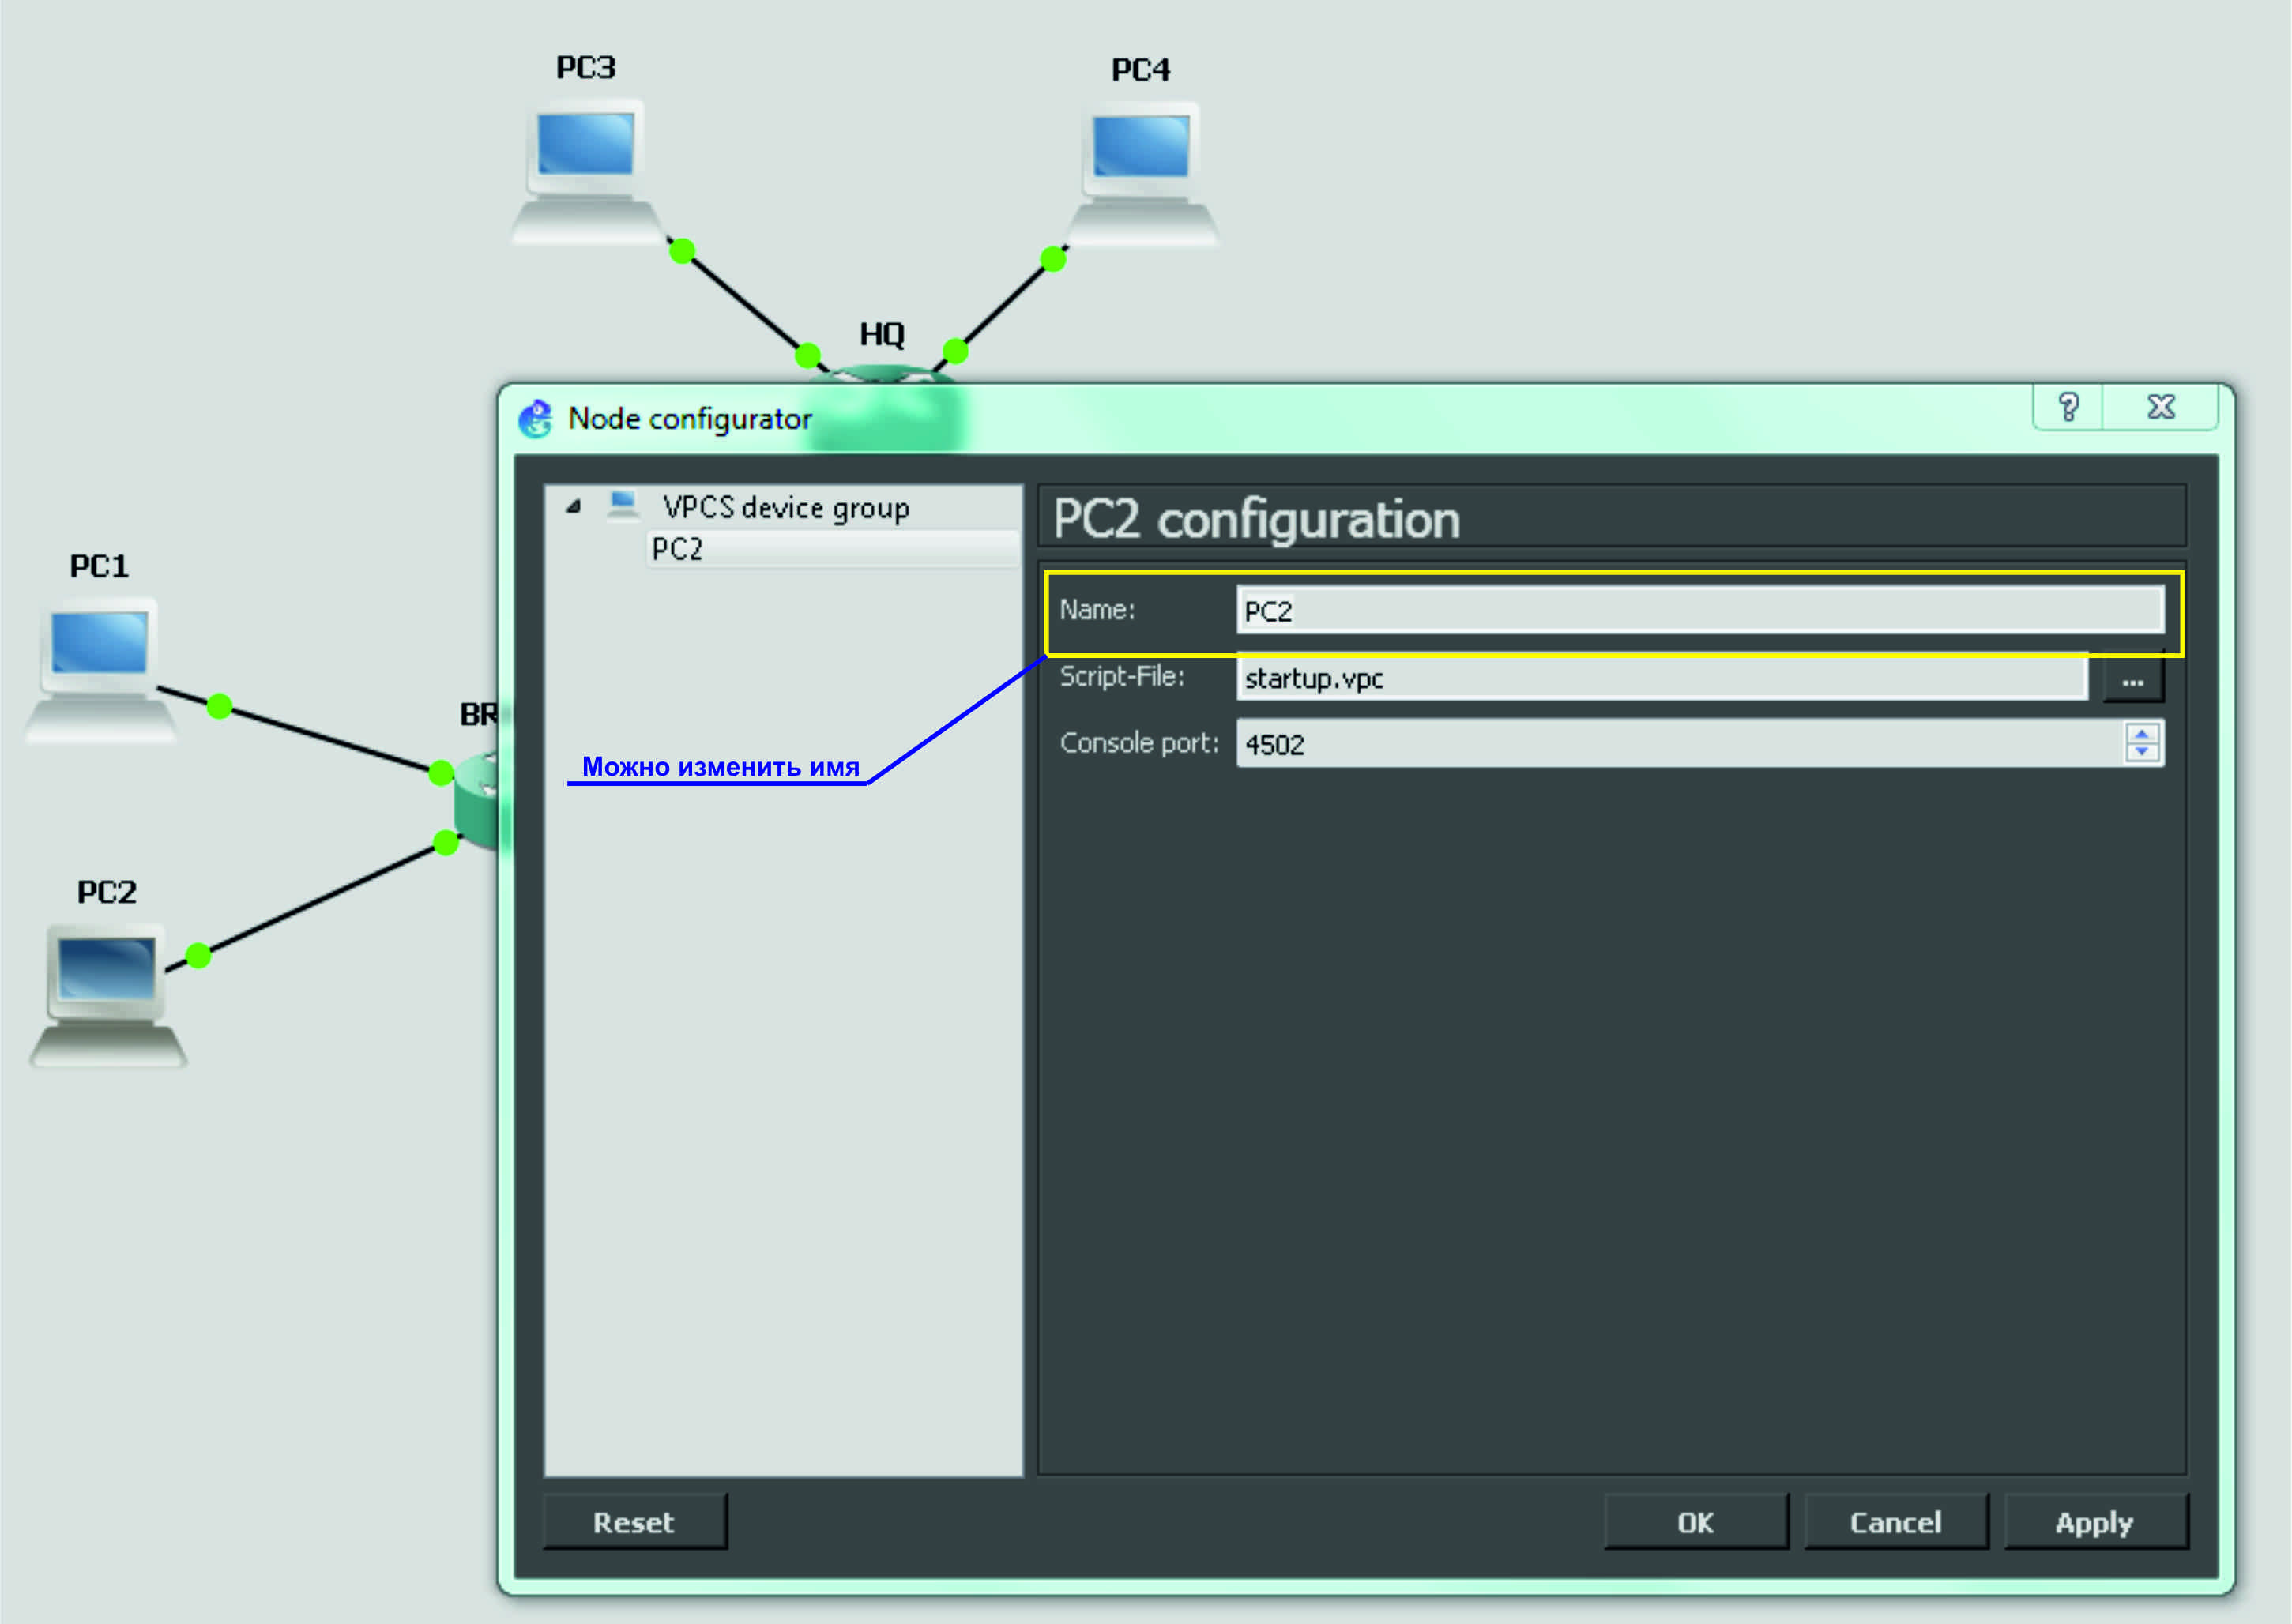 PC3
PC4
HQ
Node configurator
VPCS device group
PC2
PC2 configuration
Name:
PC2
Script-File:
startup.vpc
...
Console port:
4502
Можно изменить имя
PC1
BR
PC2
Reset
OK
Cancel
Apply